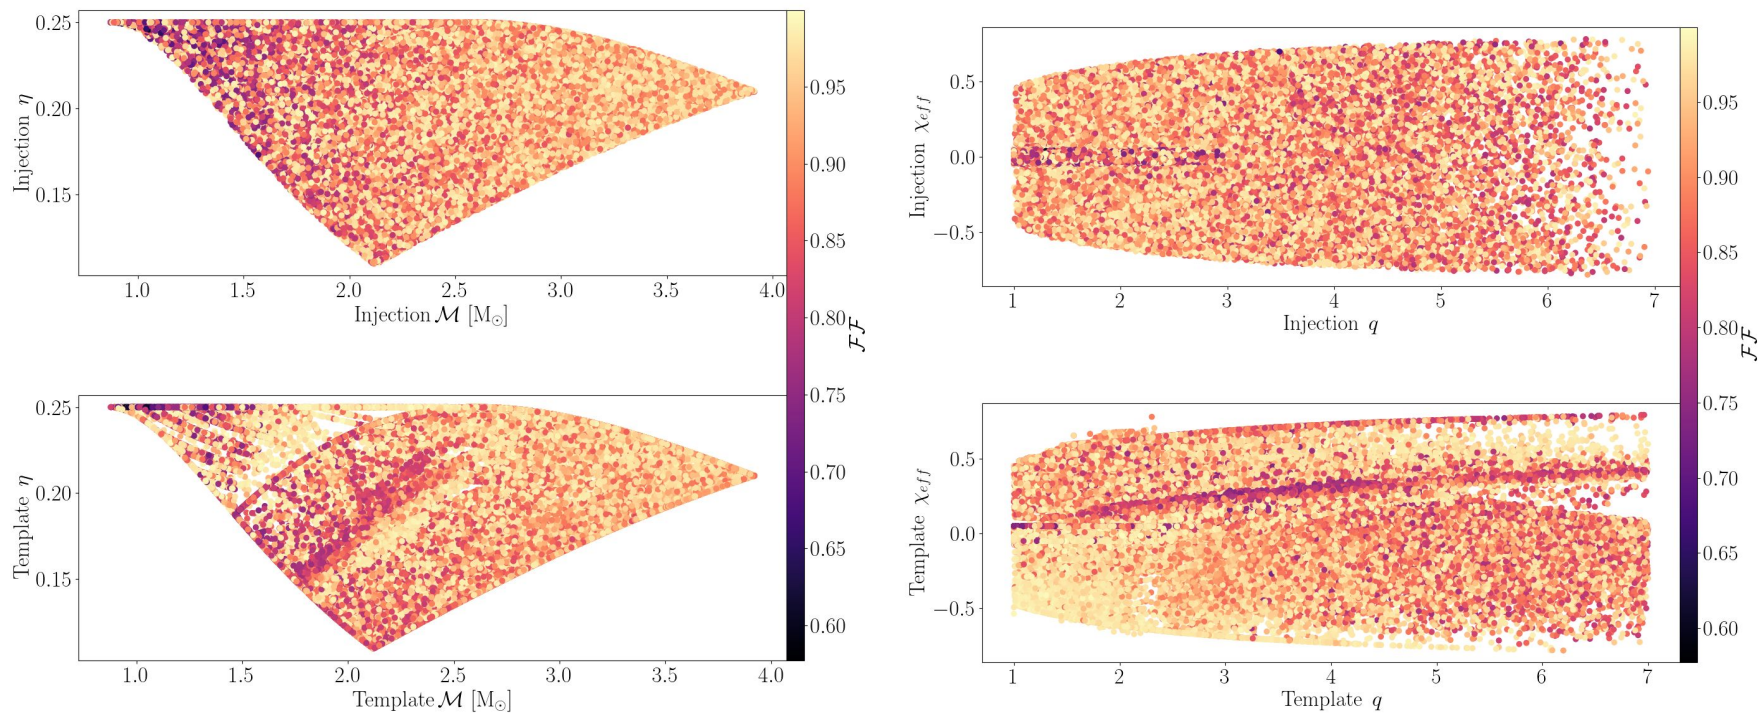 0.25
0.20
0.15
Injection η
1.0 1.5 2.0 2.5 3.0 3.5 4.0
Injection ℳ [M⊙]
0.25
0.20
0.15
Template η
1.0 1.5 2.0 2.5 3.0 3.5 4.0
Template ℳ [M⊙]
0.95
0.90
0.85
0.80
0.75
0.70
0.65
0.60
ℱℱ
0.5
0.0
−0.5
Injection χeff
1 2 3 4 5 6 7
Injection q
0.5
0.0
−0.5
Template χeff
1 2 3 4 5 6 7
Template q
0.95
0.90
0.85
0.80
0.75
0.70
0.65
0.60
ℱℱ